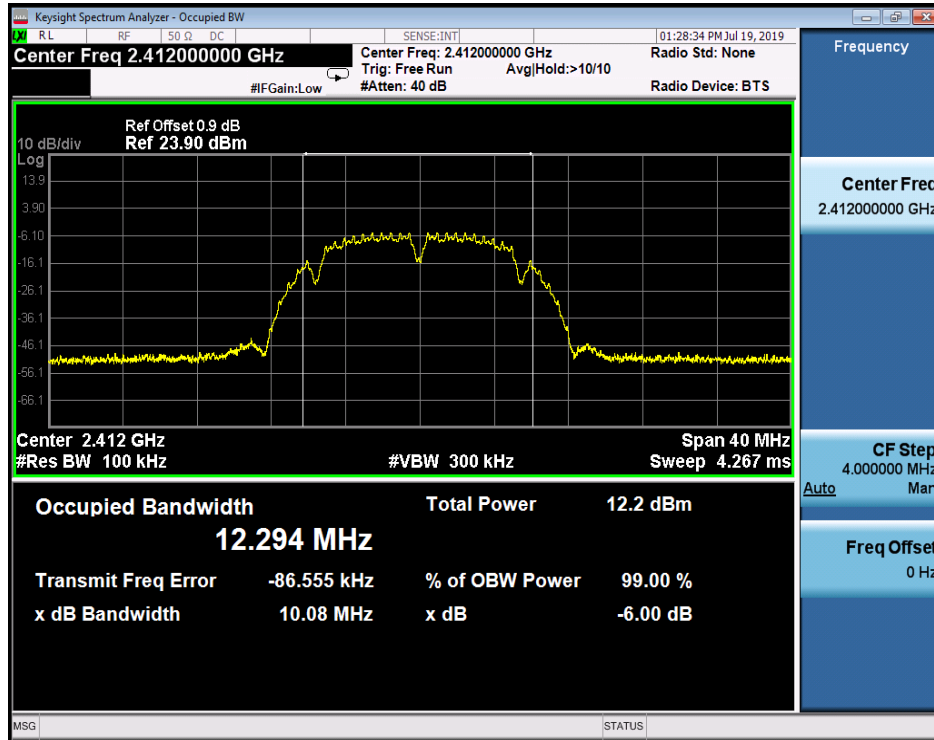 Keysight Spectrum Analyzer - Occupied BW
LXI RL RF 50 Ω DC SENSE:INT 01:28:34 PM Jul 19, 2019
Center Freq 2.412000000 GHz
Center Freq: 2.412000000 GHz Radio Std: None
Trig: Free Run Avg|Hold:>10/10
#IFGain:Low #Atten: 40 dB Radio Device: BTS
Ref Offset 0.9 dB
10 dB/div Ref 23.90 dBm
Log
13.9
3.90
-6.10
-16.1
-26.1
-36.1
-46.1
-56.1
-66.1
Center 2.412 GHz Span 40 MHz
#Res BW 100 kHz #VBW 300 kHz Sweep 4.267 ms
Occupied Bandwidth Total Power 12.2 dBm
12.294 MHz
Transmit Freq Error -86.555 kHz % of OBW Power 99.00 %
x dB Bandwidth 10.08 MHz x dB -6.00 dB
MSG STATUS
Frequency
Center Freq
2.412000000 GHz
CF Step
4.000000 MHz
Auto Man
Freq Offset
0 Hz